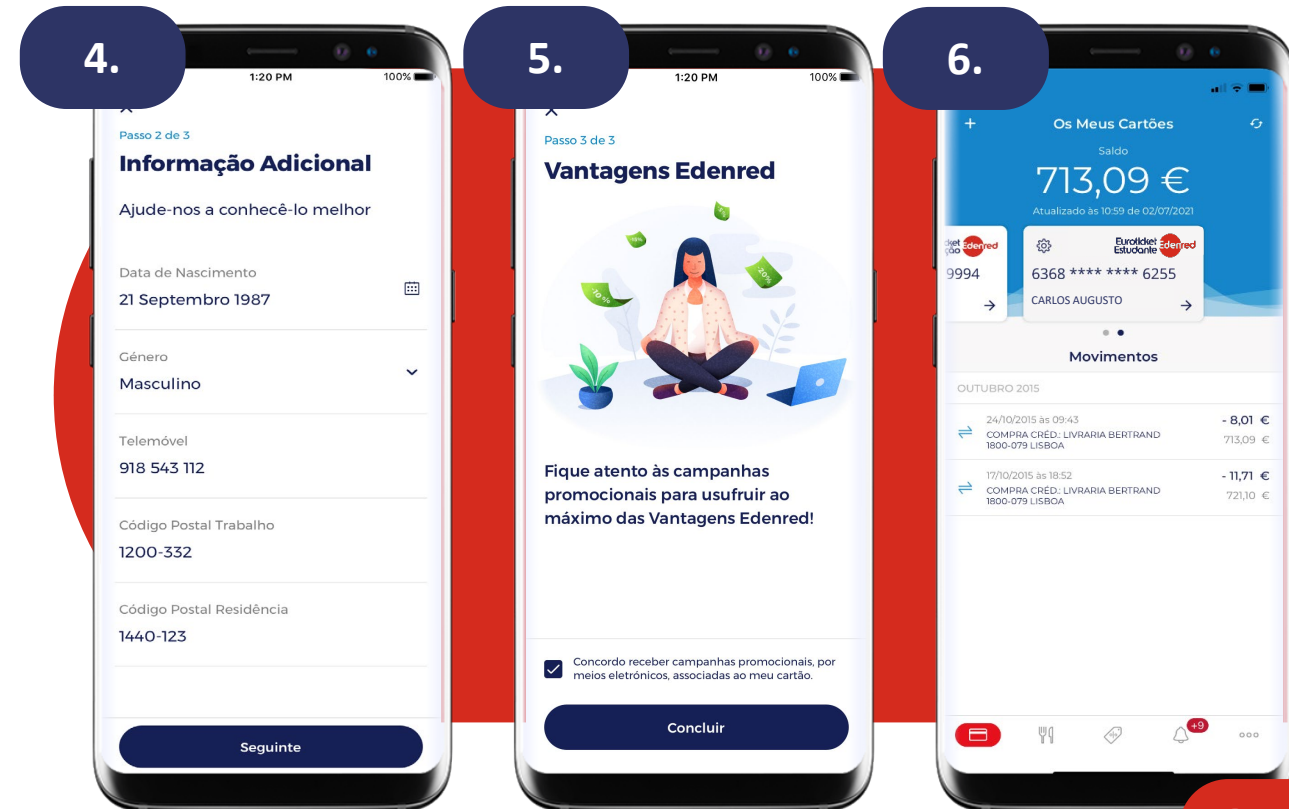 4.
1:20 PM 100%
Passo 2 de 3
Informação Adicional
Ajude-nos a conhecê-lo melhor
Data de Nascimento
21 Septembro 1987
Género
Masculino
Telemóvel
918 543 112
Código Postal Trabalho
1200-332
Código Postal Residência
1440-123
Seguinte
5.
1:20 PM 100%
Passo 3 de 3
Vantagens Edenred
-10%
-20%
Fique atento às campanhas
promocionais para usufruir ao
máximo das Vantagens Edenred!
Concordo receber campanhas promocionais, por
meios eletrónicos, associadas ao meu cartão.
Concluir
6.
Os Meus Cartões
Saldo
713,09 €
Atualizado às 10:59 de 02/07/2021
Edenred
9994
Euroticket
Estudante
Edenred
6368 **** **** 6255
CARLOS AUGUSTO
Movimentos
OUTUBRO 2015
24/10/2015 às 09:43 - 8,01 €
COMPRA CRÉD.: LIVRARIA BERTRAND 713,09 €
1800-079 LISBOA
17/10/2015 às 18:52 - 11,71 €
COMPRA CRÉD.: LIVRARIA BERTRAND 721,10 €
1800-079 LISBOA
+9